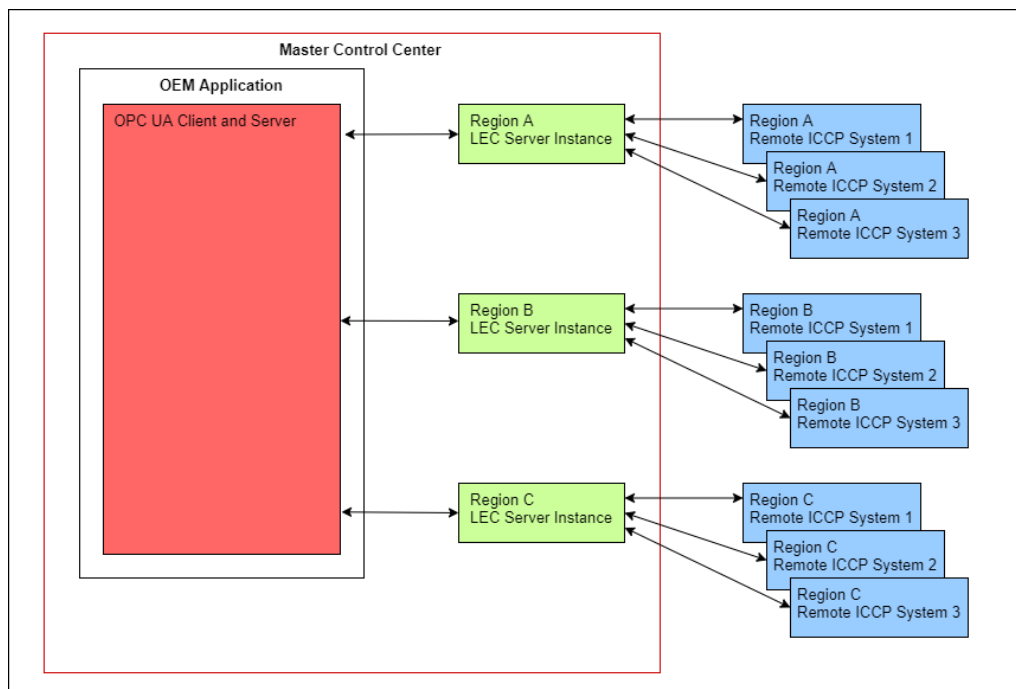 Master Control Center
OEM Application
OPC UA Client and Server
Region A
LEC Server Instance
Region A
Remote ICCP System 1
Region A
Remote ICCP System 2
Region A
Remote ICCP System 3
Region B
LEC Server Instance
Region B
Remote ICCP System 1
Region B
Remote ICCP System 2
Region B
Remote ICCP System 3
Region C
LEC Server Instance
Region C
Remote ICCP System 1
Region C
Remote ICCP System 2
Region C
Remote ICCP System 3